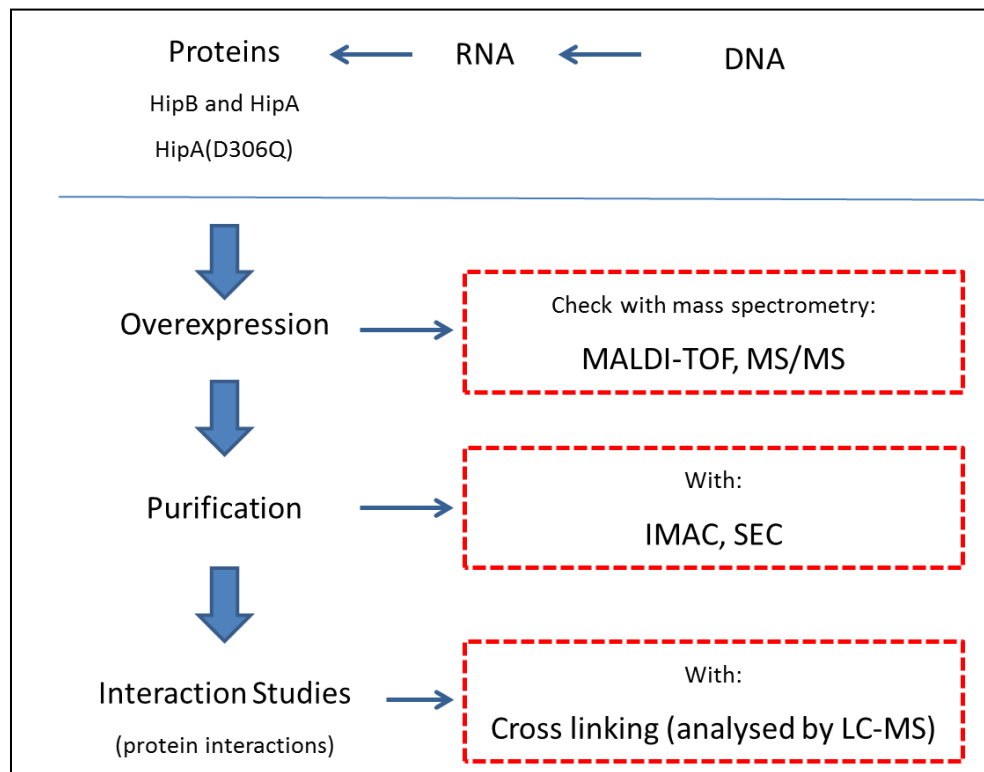 Proteins
RNA
DNA
HipB and HipA
HipA(D306Q)
Overexpression
Check with mass spectrometry:
MALDI-TOF, MS/MS
Purification
With:
IMAC, SEC
Interaction Studies
(protein interactions)
With:
Cross linking (analysed by LC-MS)